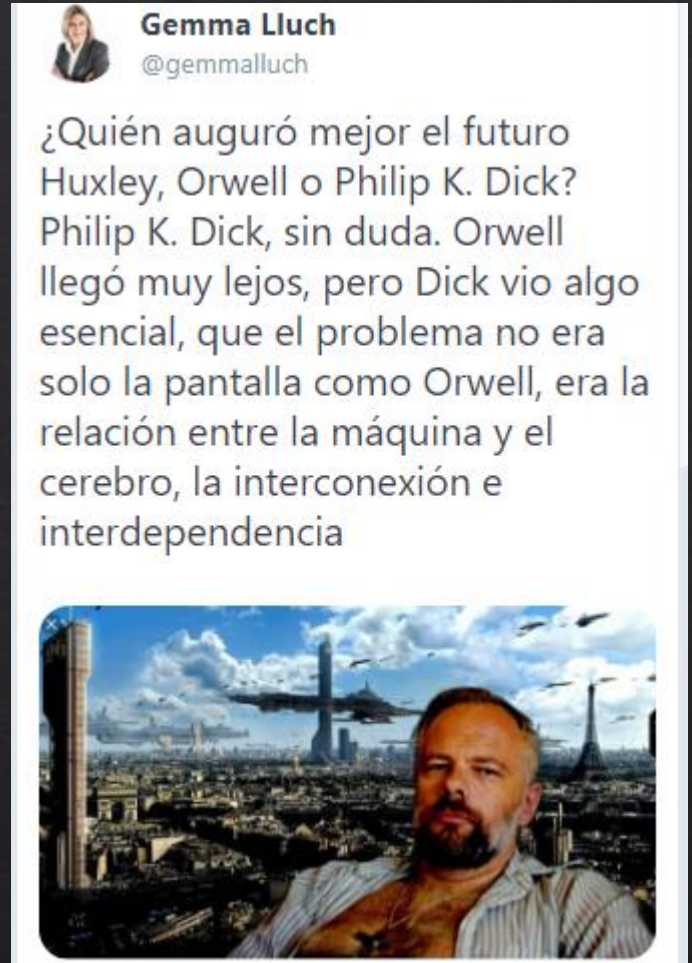 Gemma Lluch
@gemmalluch
¿Quién auguró mejor el futuro
Huxley, Orwell o Philip K. Dick?
Philip K. Dick, sin duda. Orwell
llegó muy lejos, pero Dick vio algo
esencial, que el problema no era
solo la pantalla como Orwell, era la
relación entre la máquina y el
cerebro, la interconexión e
interdependencia